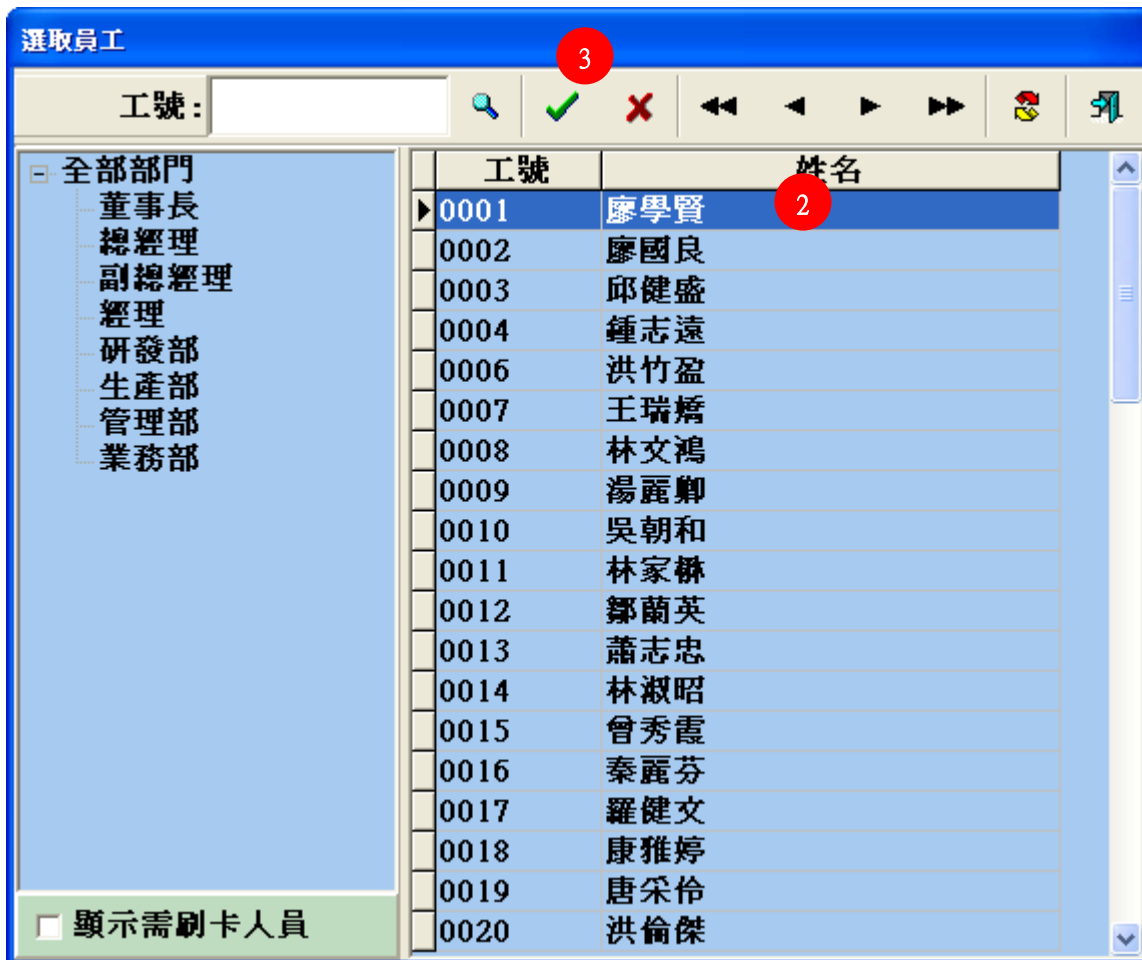 選取員工
3
工號:
全部部門
董事長
總經理
副總經理
經理
研發部
生產部
管理部
業務部
顯示需刷卡人員
工號 姓名
2
0001 廖學賢
0002 廖國良
0003 邱健盛
0004 鍾志遠
0006 洪竹盈
0007 王瑞嬌
0008 林文鴻
0009 湯麗卿
0010 吳朝和
0011 林家
0012 鄒蘭英
0013 蕭志忠
0014 林淑昭
0015 曾秀霞
0016 秦麗芬
0017 羅健文
0018 康雅婷
0019 唐采伶
0020 洪倫傑